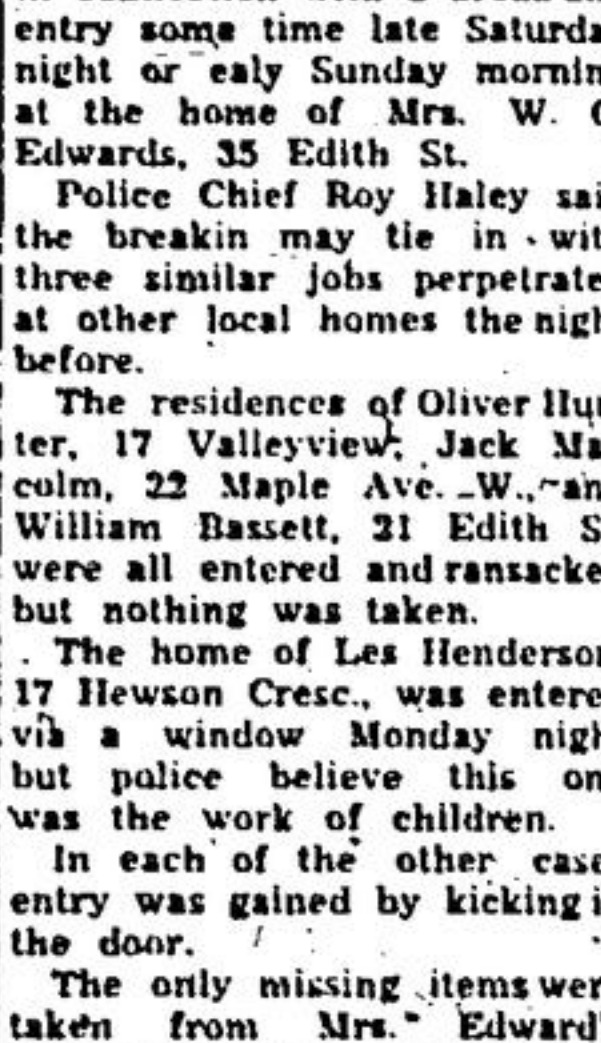 entry some time late Saturda
night or ealy Sunday mornin
at the home of Mrs. W. C
Edwards, 35 Edith St.
Police Chief Roy Haley sai
the breakin may tie in wit
three similar jobs perpetrate
at other local homes the nigh
before.
The residences of Oliver Hun
ter, 17 Valleyview, Jack Ma
colm, 22 Maple Ave. W., an
William Bassett, 21 Edith S
were all entered and ransacke
but nothing was taken.
The home of Les Henderson
17 Hewson Cresc., was entere
via a window Monday nigh
but police believe this on
was the work of children.
In each of the other case
entry was gained by kicking i
the door.
The only missing items wer
taken from Mrs. Edward'